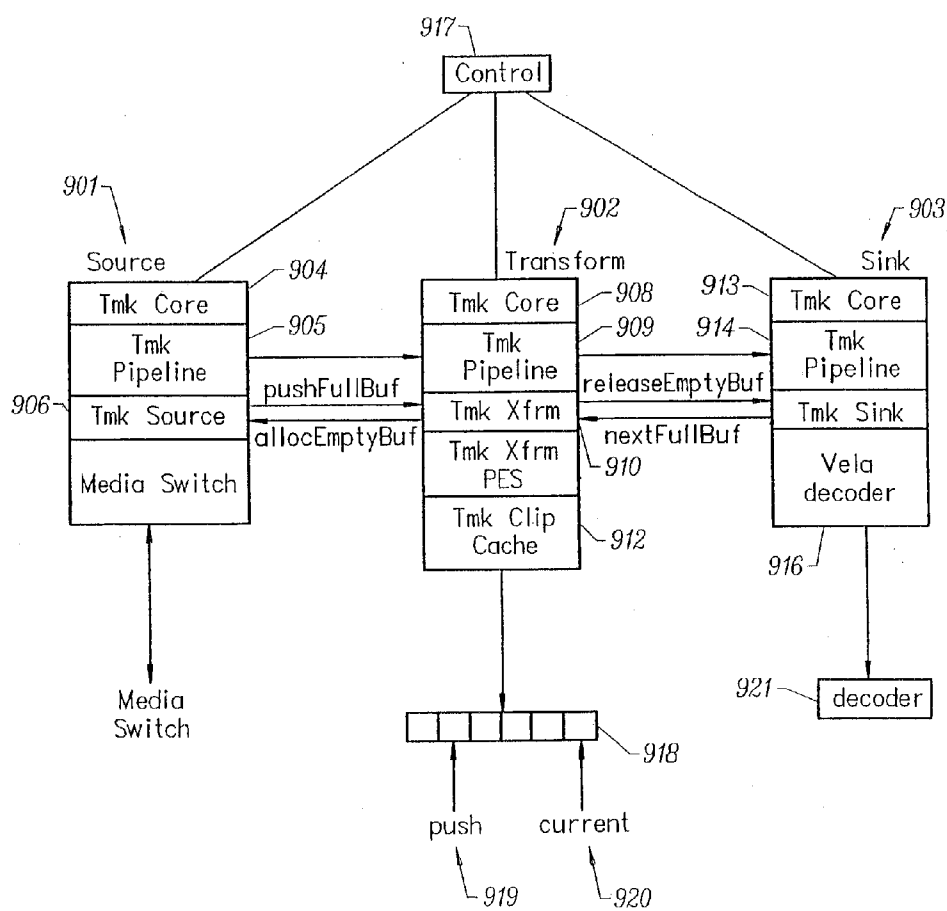 917
Control
901
902
903
Source
904
Transform
908
Sink
913
Tmk Core
Tmk Core
Tmk Core
905
909
914
Tmk
Pipeline
Tmk
Pipeline
Tmk
Pipeline
pushFullBuf
releaseEmptyBuf
906
Tmk Source
Tmk Xfrm
Tmk Sink
allocEmptyBuf
nextFullBuf
910
Media Switch
Tmk Xfrm
PES
Vela
decoder
Tmk Clip
Cache
912
916
Media
Switch
921
decoder
918
push
current
919
920